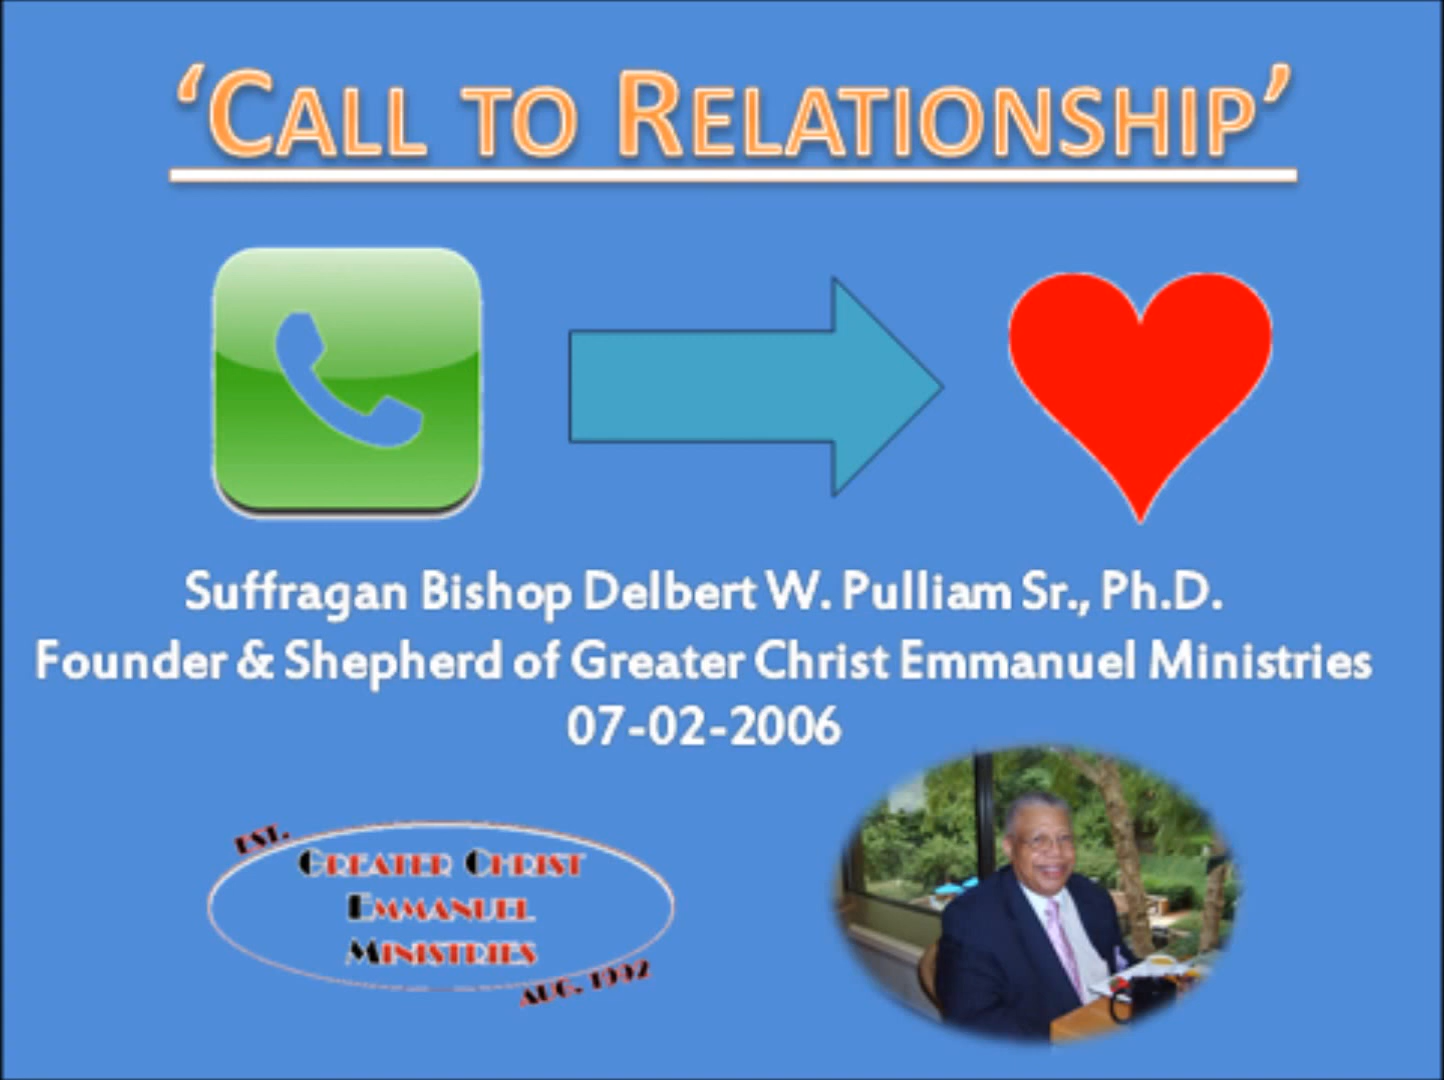 ‘CALL TO RELATIONSHIP’
Suffragan Bishop Delbert W. Pulliam Sr., Ph.D.
Founder & Shepherd of Greater Christ Emmanuel Ministries
07-02-2006
EST.
GREATER CHRIST
EMMANUEL
MINISTRIES
AUG. 1992